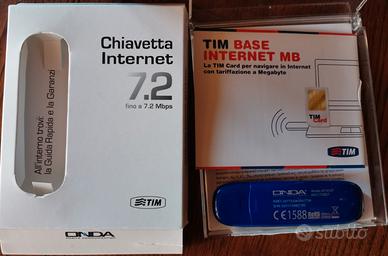 Chiavetta
Internet
7.2
fino a 7.2 Mbps
All'interno trovi:
la Guida Rapida e la Garanzia
TIM
ONDA
TIM BASE
INTERNET MB
La TIM Card per navigare in Internet
con tariffazione a Megabyte
TIM
Card
TIM
ONDA
CE1588
Subito